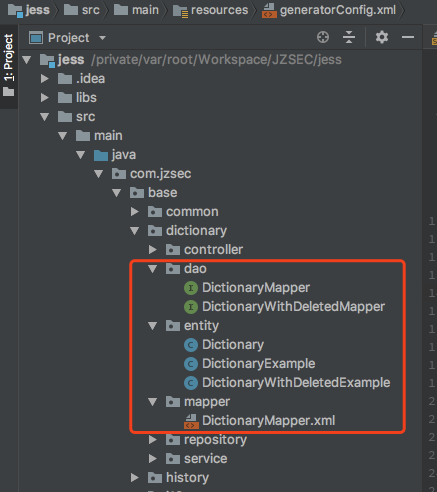 jess
src
main
resources
generatorConfig.xml
1: Project
Project
jess /private/var/root/Workspace/JZSEC/jess
.idea
libs
src
main
java
com.jzsec
base
common
dictionary
controller
dao
DictionaryMapper
DictionaryWithDeletedMapper
entity
Dictionary
DictionaryExample
DictionaryWithDeletedExample
mapper
DictionaryMapper.xml
repository
service
history